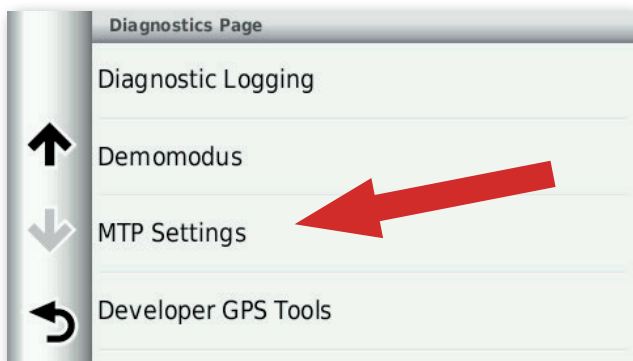 Diagnostics Page
Diagnostic Logging
Demomodus
MTP Settings
Developer GPS Tools